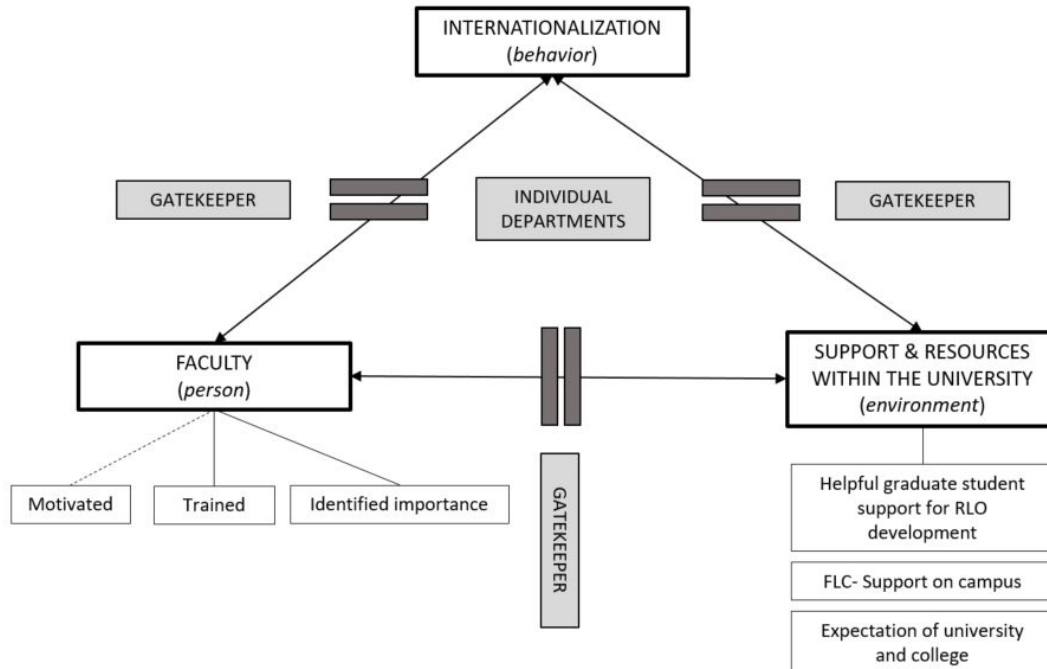 INTERNATIONALIZATION
(behavior)
GATEKEEPER
INDIVIDUAL
DEPARTMENTS
GATEKEEPER
FACULTY
(person)
SUPPORT & RESOURCES
WITHIN THE UNIVERSITY
(environment)
Motivated
Trained
Identified importance
GATEKEEPER
Helpful graduate student
support for RLO
development
FLC- Support on campus
Expectation of university
and college